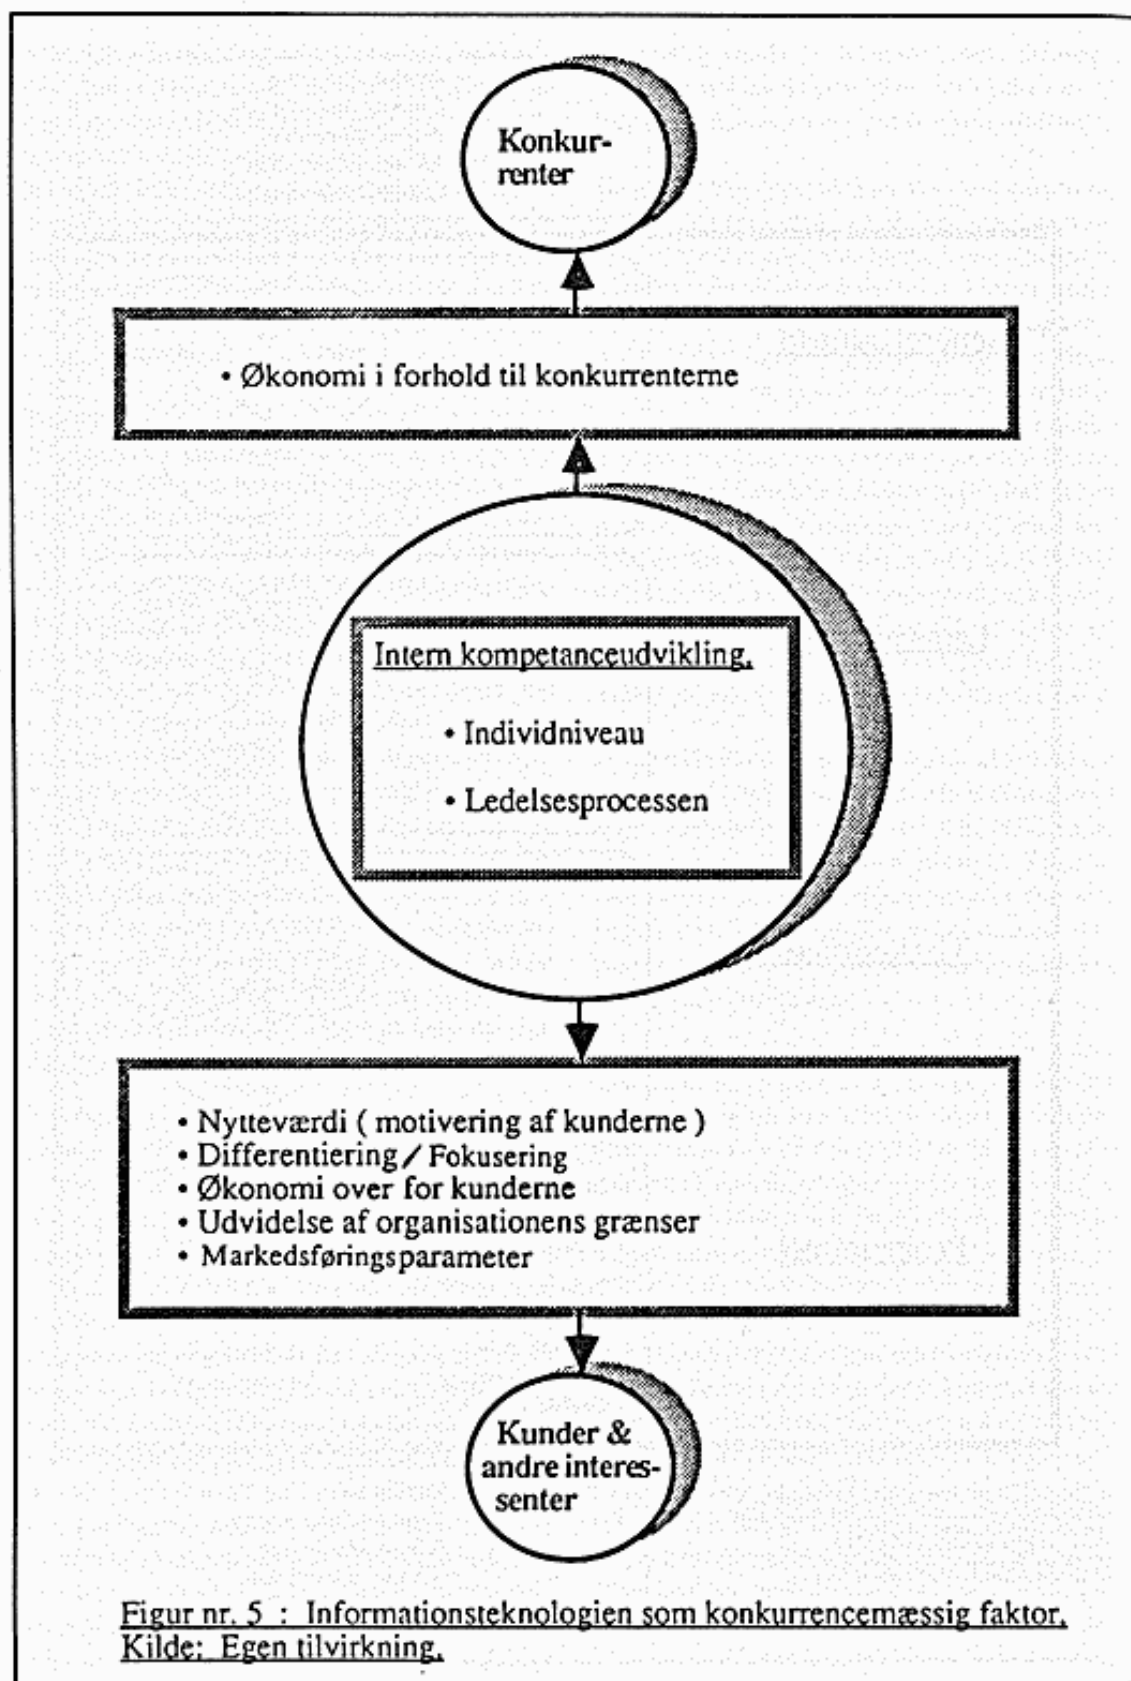 Konkur-
renter
• Økonomi i forhold til konkurrenterne
Intern kompetanceudvikling.
• Individniveau
• Ledelsesprocessen
• Nytteværdi ( motivering af kunderne )
• Differentiering / Fokusering
• Økonomi over for kunderne
• Udvidelse af organisationens grænser
• Markedsføringsparameter
Kunder &
andre interes-
senter
Figur nr. 5 : Informationsteknologien som konkurrencemæssig faktor.
Kilde: Egen tilvirkning.